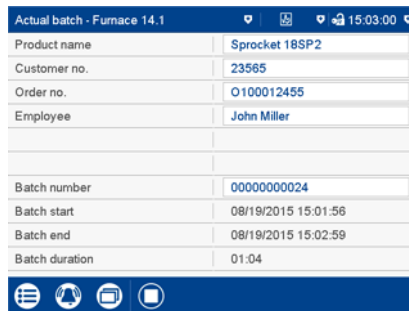 Actual batch - Furnace 14.1 15:03:00
Product name Sprocket 18SP2
Customer no. 23565
Order no. O100012455
Employee John Miller
Batch number 00000000024
Batch start 08/19/2015 15:01:56
Batch end 08/19/2015 15:02:59
Batch duration 01:04